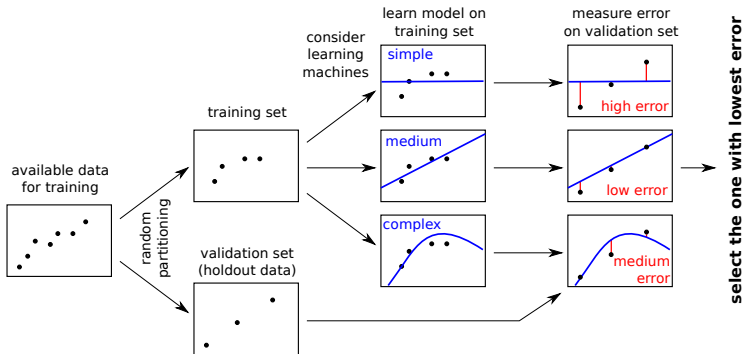 available data
for training
random
partitioning
training set
validation set
(holdout data)
consider
learning
machines
learn model on
training set
simple
medium
complex
measure error
on validation set
high error
low error
medium
error
select the one with lowest error